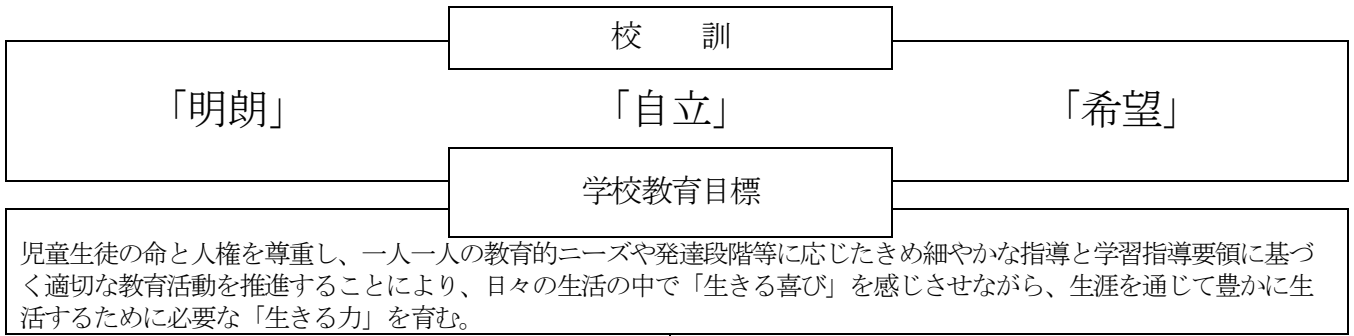 校　訓
「明朗」　「自立」　「希望」
学校教育目標
児童生徒の命と人権を尊重し、一人一人の教育的ニーズや発達段階等に応じたきめ細やかな指導と学習指導要領に基づ
く適切な教育活動を推進することにより、日々の生活の中で「生きる喜び」を感じさせながら、生涯を通じて豊かに生
活するために必要な「生きる力」を育む。